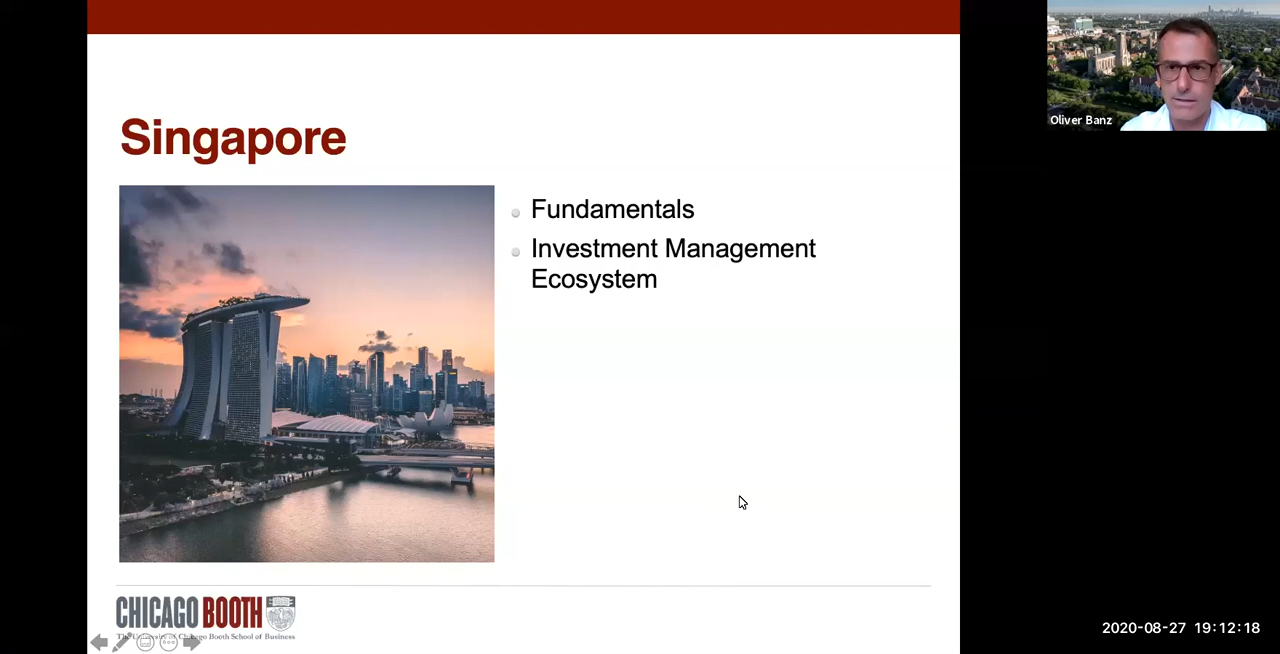 Singapore
Fundamentals
Investment Management
Ecosystem
Oliver Banz
CHICAGO BOOTH
The University of Chicago Booth School of Business
2020-08-27 19:12:18